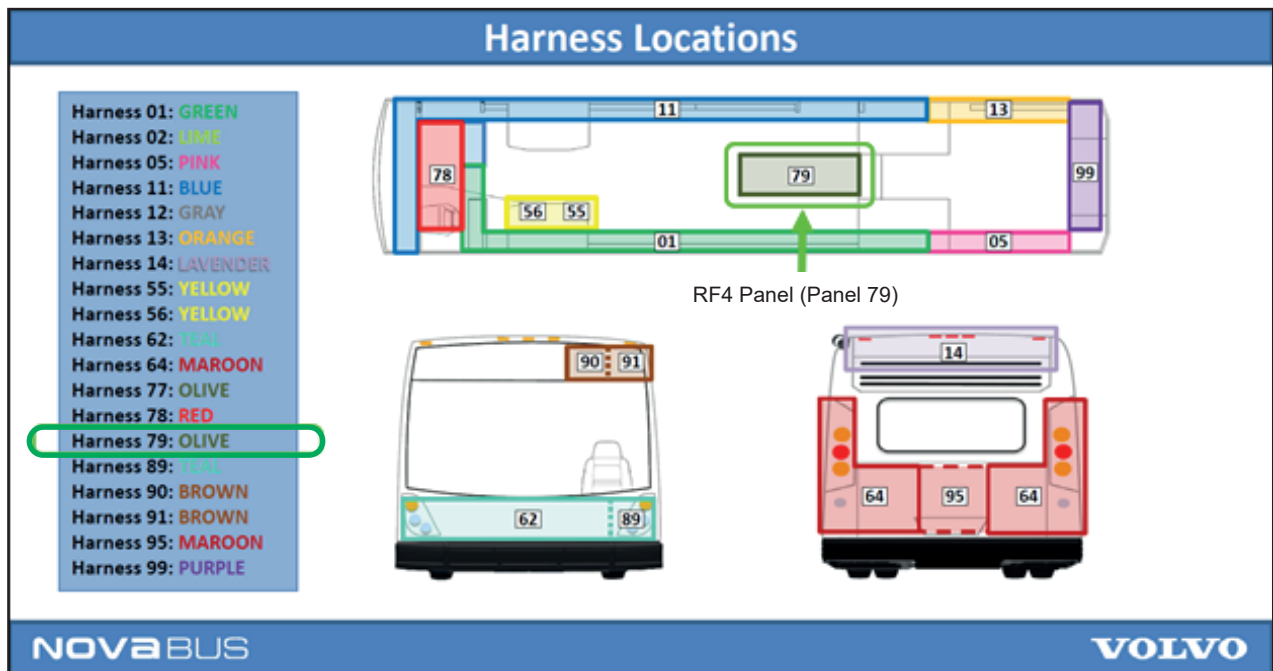 Harness Locations
Harness 01: GREEN
Harness 02: LIME
Harness 05: PINK
Harness 11: BLUE
Harness 12: GRAY
Harness 13: ORANGE
Harness 14: LAVENDER
Harness 55: YELLOW
Harness 56: YELLOW
Harness 62: TEAL
Harness 64: MAROON
Harness 77: OLIVE
Harness 78: RED
Harness 79: OLIVE
Harness 89: TEAL
Harness 90: BROWN
Harness 91: BROWN
Harness 95: MAROON
Harness 99: PURPLE
11 13
78 79 99
56 55
01 05
RF4 Panel (Panel 79)
90 91
62 89
14
64 95 64
NOVABUS
VOLVO